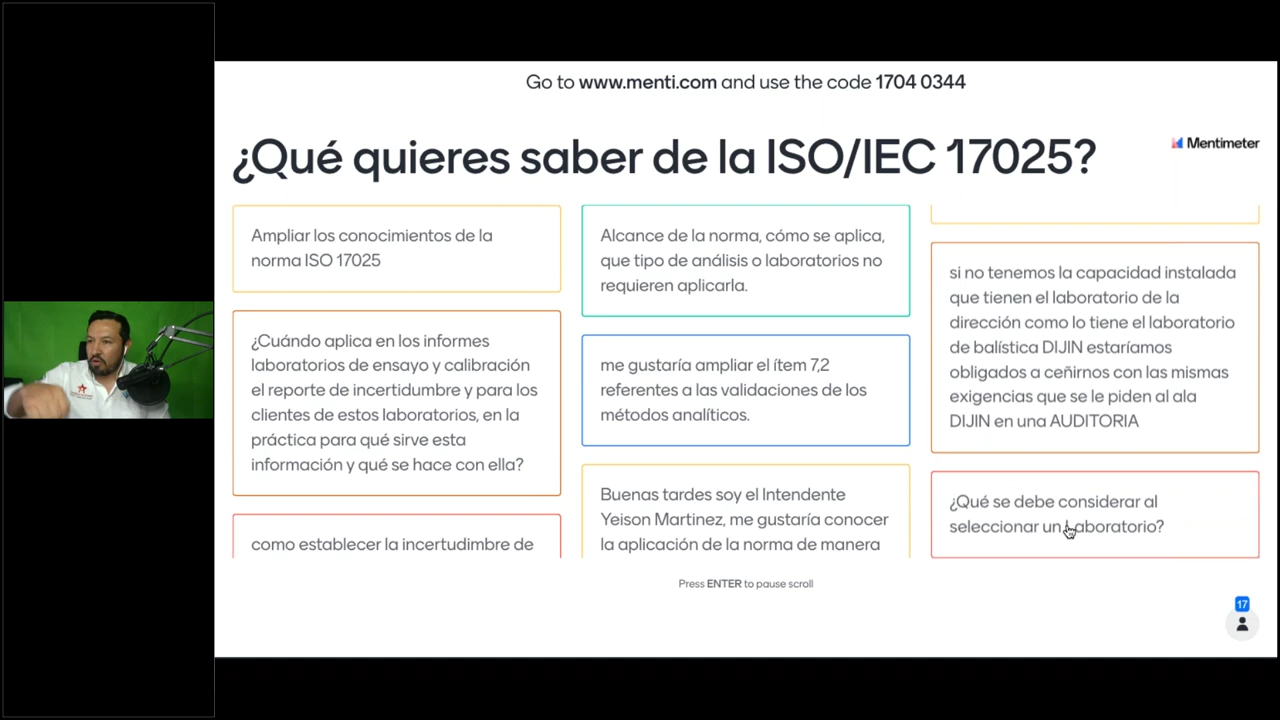 Go to www.menti.com and use the code 1704 0344
¿Qué quieres saber de la ISO/IEC 17025?
Mentimeter
Ampliar los conocimientos de la
norma ISO 17025
¿Cuándo aplica en los informes
laboratorios de ensayo y calibración
el reporte de incertidumbre y para los
clientes de estos laboratorios, en la
práctica para qué sirve esta
información y qué se hace con ella?
como establecer la incertudimbre de
Alcance de la norma, cómo se aplica,
que tipo de análisis o laboratorios no
requieren aplicarla.
me gustaría ampliar el ítem 7,2
referentes a las validaciones de los
métodos analíticos.
Buenas tardes soy el Intendente
Yeison Martinez, me gustaría conocer
la aplicación de la norma de manera
si no tenemos la capacidad instalada
que tienen el laboratorio de la
dirección como lo tiene el laboratorio
de balística DIJIN estaríamos
obligados a ceñirnos con las mismas
exigencias que se le piden al ala
DIJIN en una AUDITORIA
¿Qué se debe considerar al
seleccionar un Laboratorio?
Press ENTER to pause scroll
17